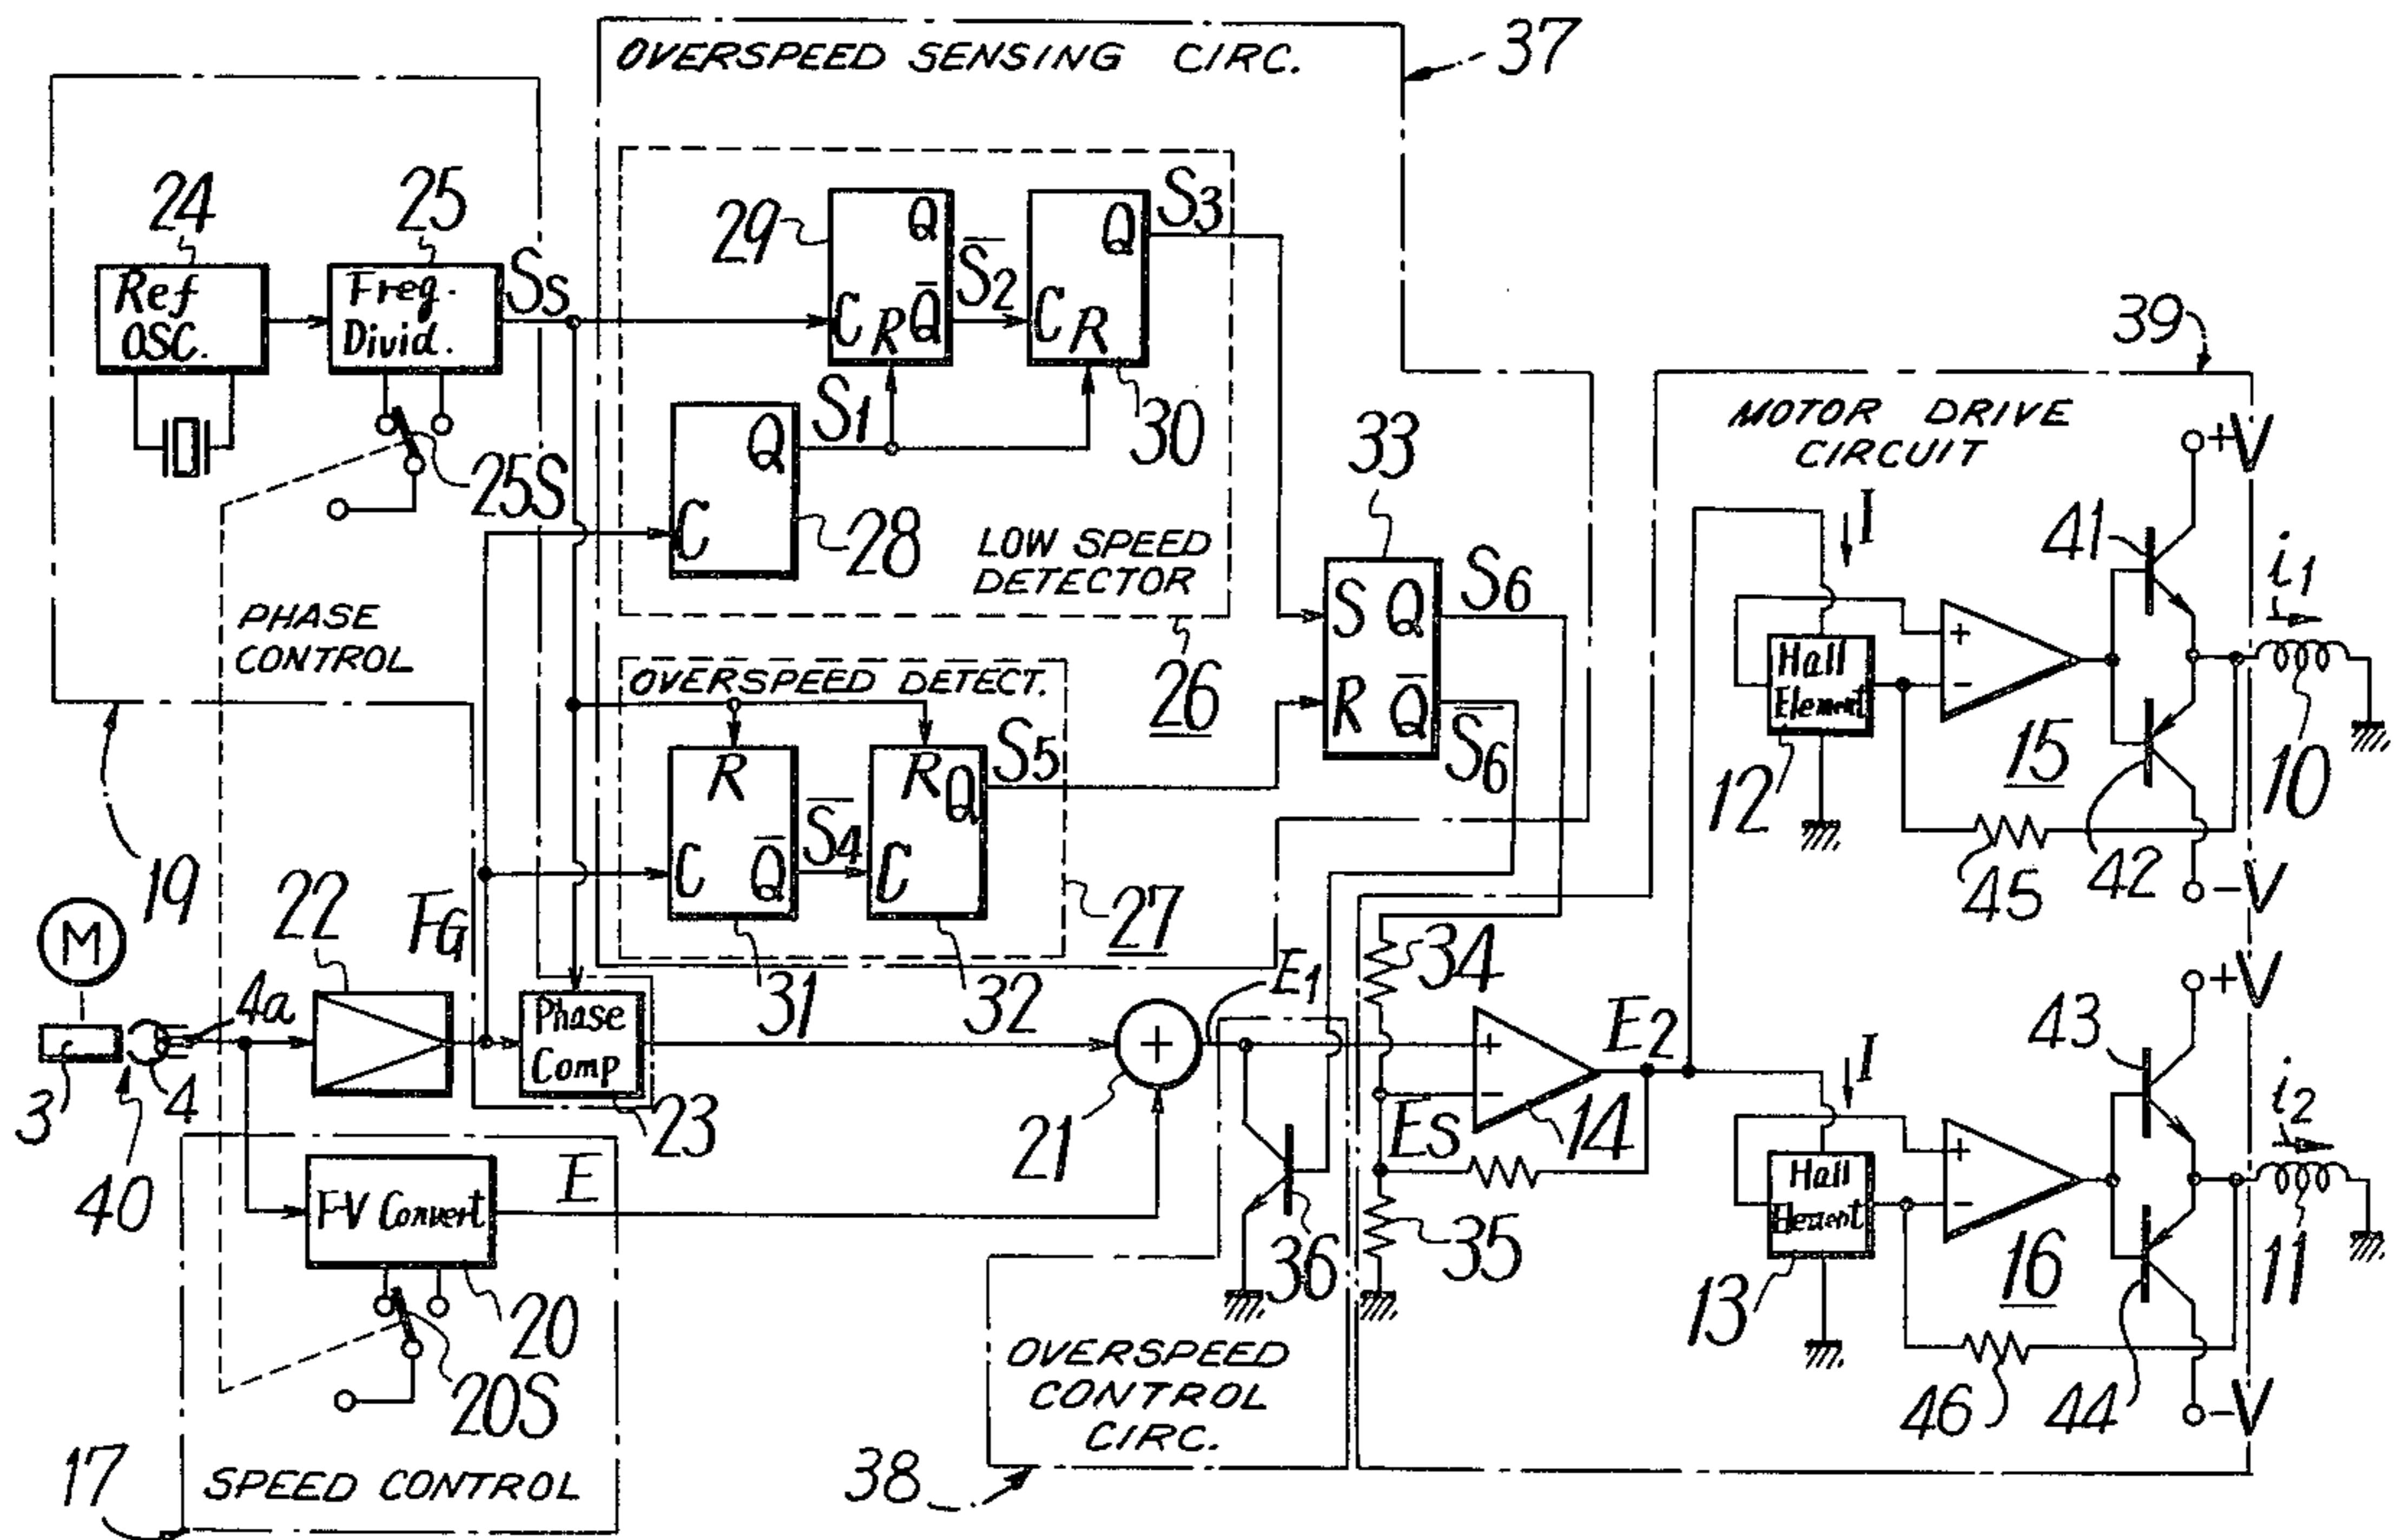 OVERSPEED SENSING CIRC.
37
24
25
Ref
OSC.
Freq.
Divid.
SS
25S
29
Q
C R Q̅
S̅2̅
Q
C R
S3
30
S1
Q
C
28
LOW SPEED
DETECTOR
26
PHASE
CONTROL
19
OVERSPEED DETECT.
R
C Q̅
S̅4̅
R Q
C
S5
31
32
27
33
S Q
R Q̅
S6
S̅6̅
39
MOTOR DRIVE
CIRCUIT
+V
I
41
i1
Hall
Element
+
−
12
15
10
45
42
−V
M
22
FG
4a
3
4
40
Phase
Comp
23
+
21
E1
34
+
−
E2
14
ES
35
36
F-V Convert
E
20
20S
SPEED CONTROL
17
OVERSPEED
CONTROL
CIRC.
38
+V
43
I
i2
Hall
Element
+
−
13
16
11
46
44
−V